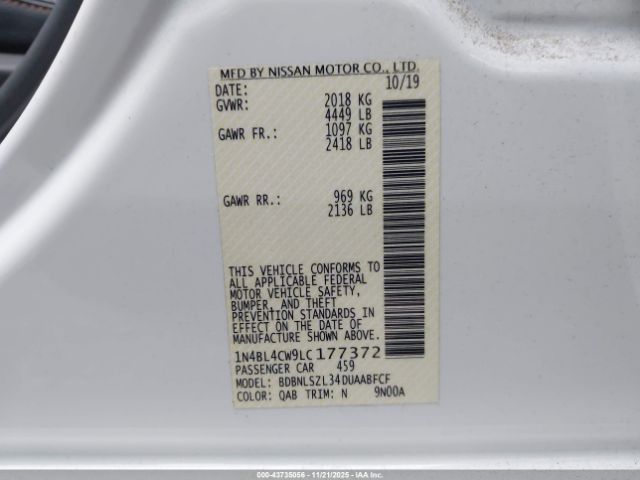 MFD BY NISSAN MOTOR CO., LTD.
DATE: 10/19
GVWR: 2018 KG
4449 LB
GAWR FR.: 1097 KG
2418 LB
GAWR RR.: 969 KG
2136 LB
THIS VEHICLE CONFORMS TO
ALL APPLICABLE FEDERAL
MOTOR VEHICLE SAFETY,
BUMPER, AND THEFT
PREVENTION STANDARDS IN
EFFECT ON THE DATE OF
MANUFACTURE SHOWN ABOVE.
1N4BL4CW9LC177372
PASSENGER CAR 459
MODEL: BDBNLSZL34DUAABFCF
COLOR: QAB TRIM: N 9N00A
000-43735056 - 11/21/2025 - IAAI Copart